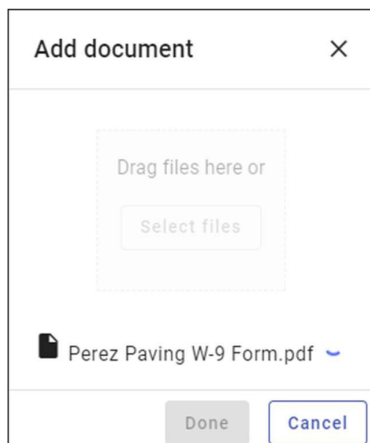 Add document
Drag files here or
Select files
Perez Paving W-9 Form.pdf
Done
Cancel